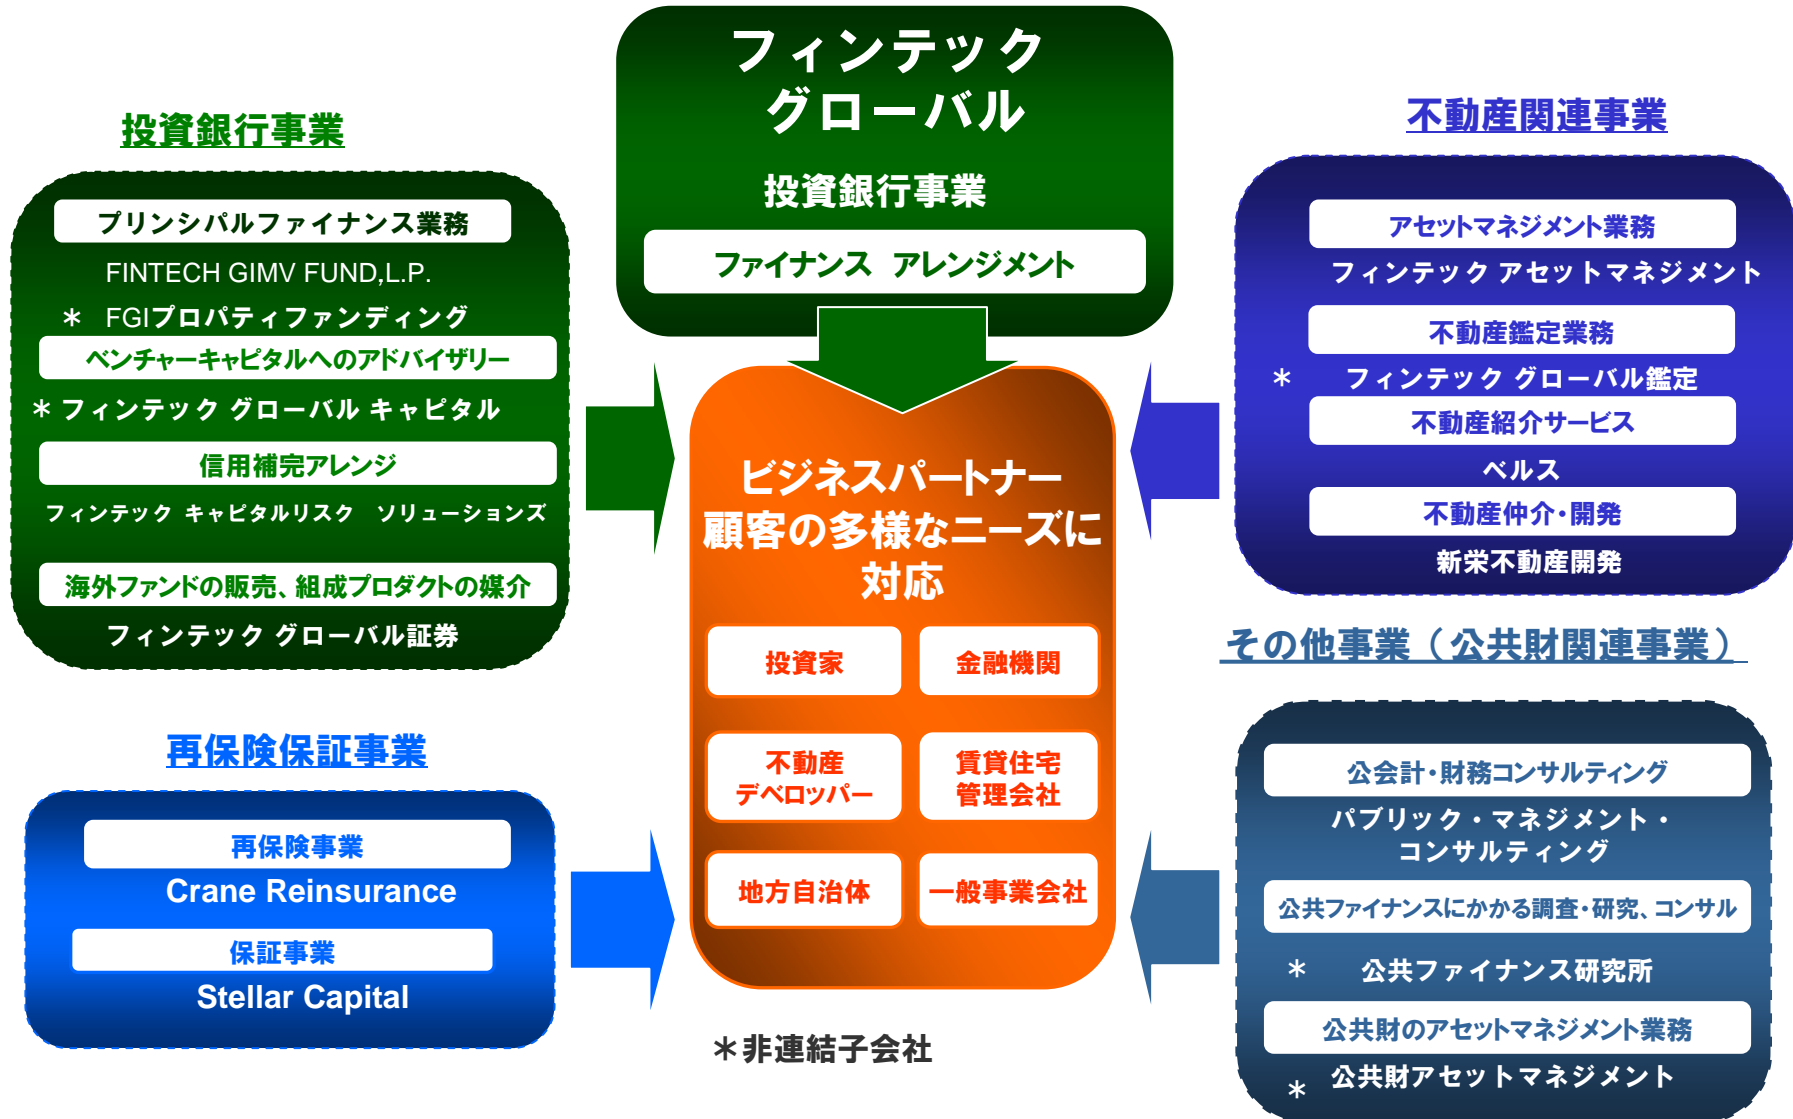 フィンテック
グローバル
投資銀行事業
ファイナンス アレンジメント
投資銀行事業
プリンシパルファイナンス業務
FINTECH GIMV FUND,L.P.
＊ FGIプロパティファンディング
ベンチャーキャピタルへのアドバイザリー
＊フィンテック グローバル キャピタル
信用補完アレンジ
フィンテック キャピタルリスク ソリューションズ
海外ファンドの販売、組成プロダクトの媒介
フィンテック グローバル証券
再保険保証事業
再保険事業
Crane Reinsurance
保証事業
Stellar Capital
ビジネスパートナー
顧客の多様なニーズに
対応
投資家
金融機関
不動産
デベロッパー
賃貸住宅
管理会社
地方自治体
一般事業会社
＊非連結子会社
不動産関連事業
アセットマネジメント業務
フィンテック アセットマネジメント
不動産鑑定業務
＊ フィンテック グローバル鑑定
不動産紹介サービス
ベルス
不動産仲介・開発
新栄不動産開発
その他事業（公共財関連事業）
公会計・財務コンサルティング
パブリック・マネジメント・
コンサルティング
公共ファイナンスにかかる調査・研究、コンサル
＊ 公共ファイナンス研究所
公共財のアセットマネジメント業務
＊ 公共財アセットマネジメント